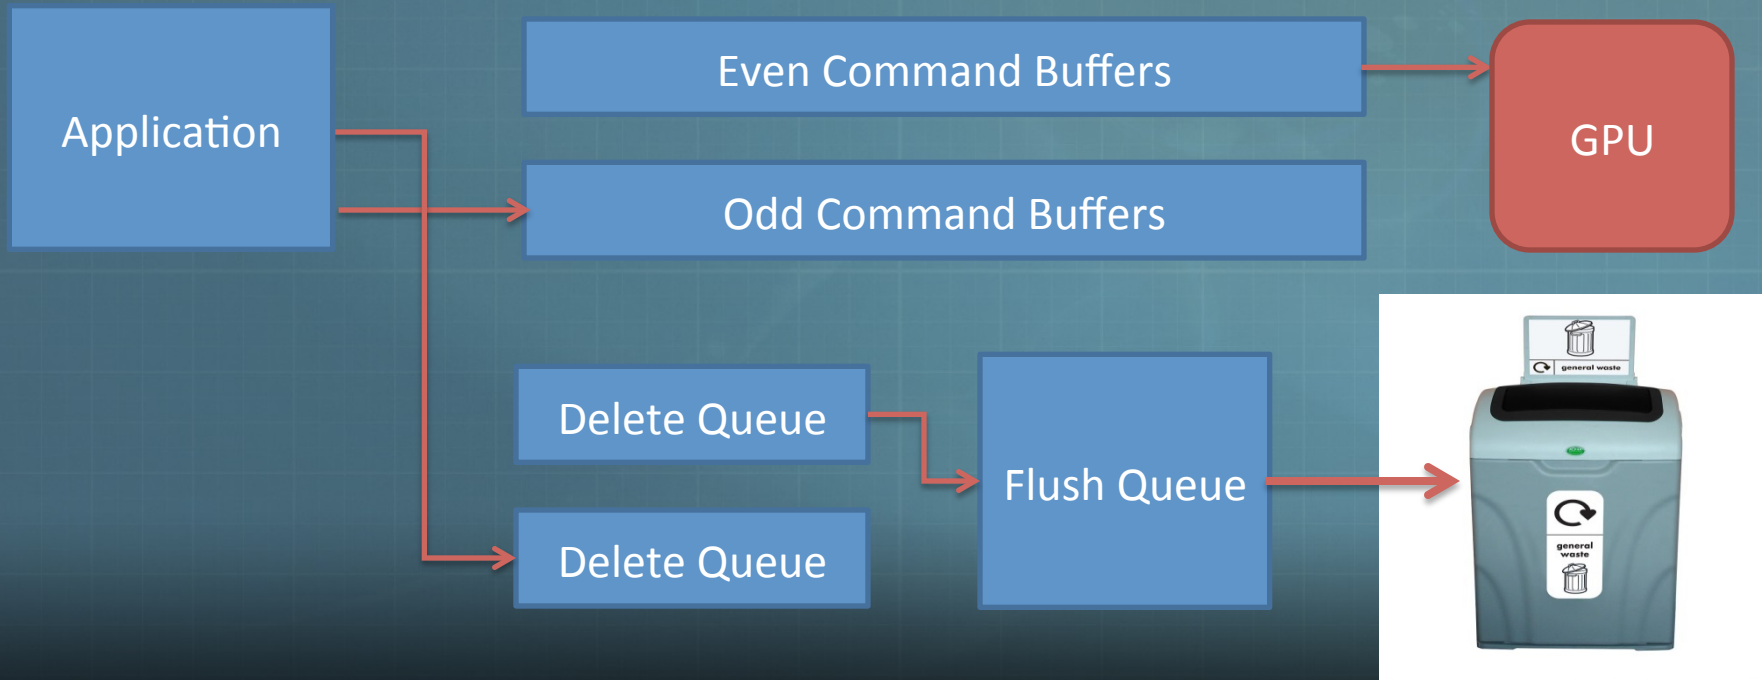 Application
Even Command Buffers
GPU
Odd Command Buffers
general waste
Delete Queue
Flush Queue
general
waste
Delete Queue